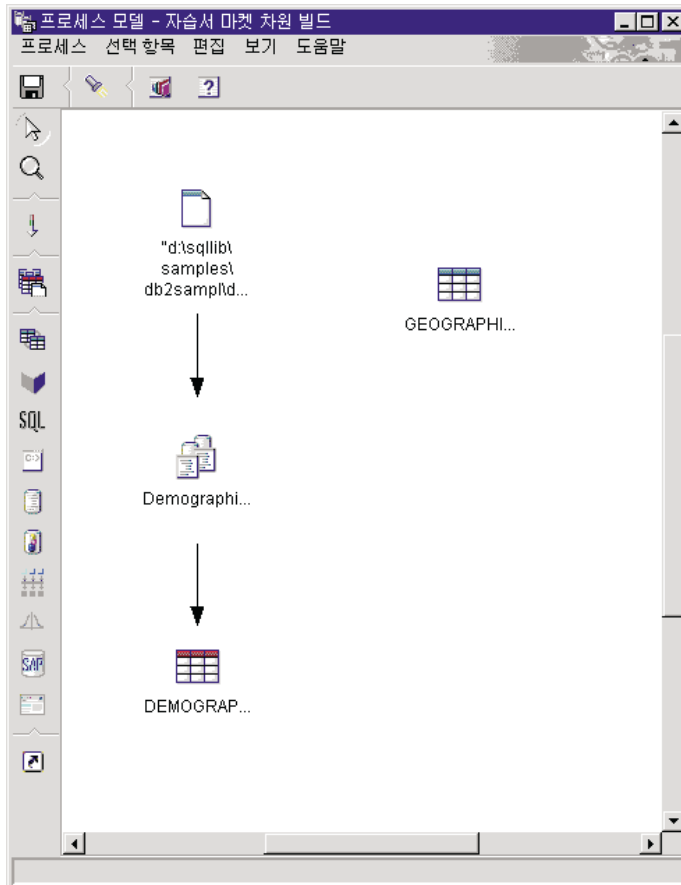 프로세스 모델 - 자습서 마켓 차원 빌드
프로세스 선택 항목 편집 보기 도움말
"d:\sqllib\
samples\
db2sampl\d...
GEOGRAPHI...
Demographi...
DEMOGRAP...
SQL
SAP